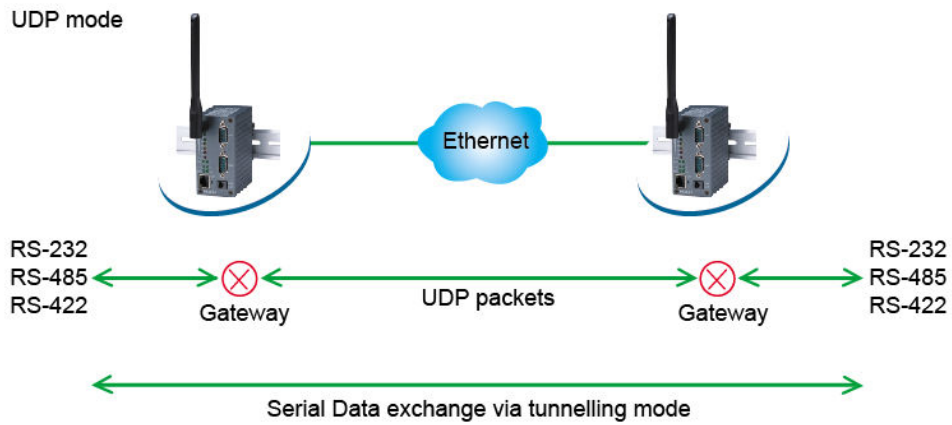 UDP mode
Ethernet
RS-232
RS-485
RS-422
Gateway
UDP packets
Gateway
RS-232
RS-485
RS-422
Serial Data exchange via tunnelling mode